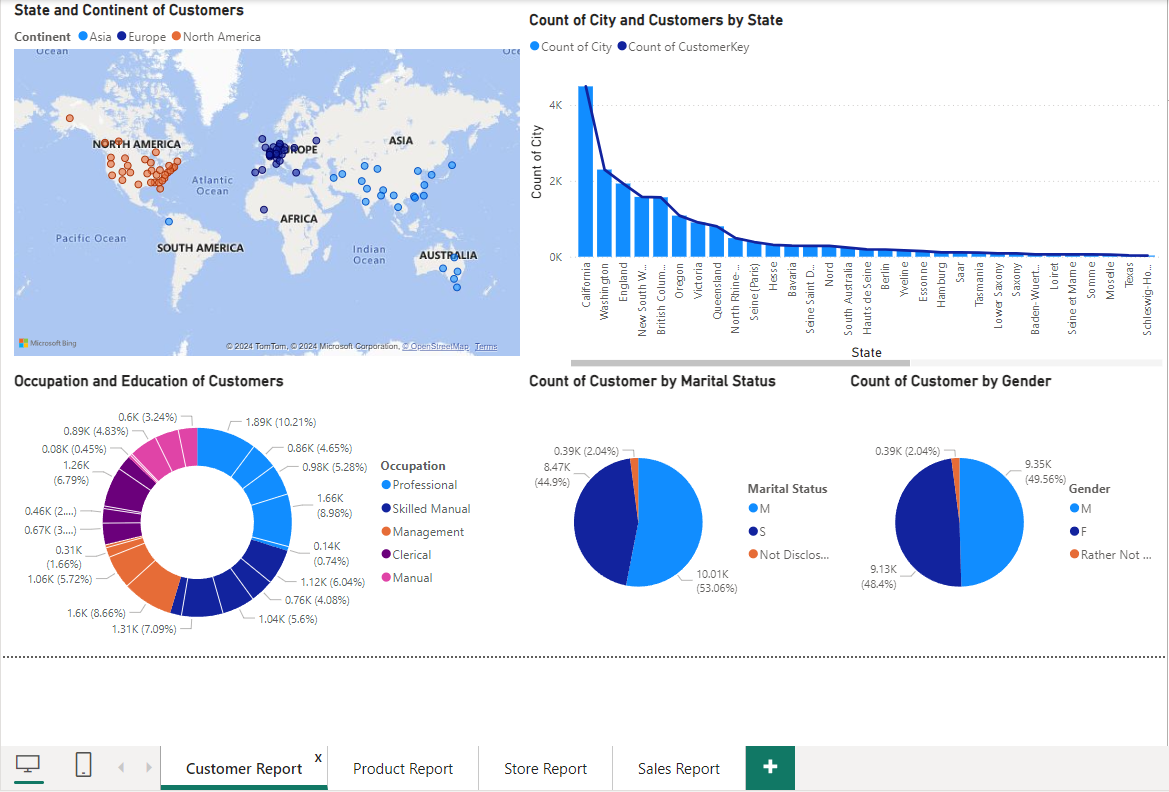 State and Continent of Customers
Continent Asia Europe North America
Ocean
NORTH AMERICA
ASIA
Atlantic
Ocean
AFRICA
Pacific Ocean
SOUTH AMERICA
Indian
Ocean
AUSTRALIA
Microsoft Bing
© 2024 TomTom, © 2024 Microsoft Corporation, © OpenStreetMap Terms
Count of City and Customers by State
Count of City Count of CustomerKey
Count of City
4K
2K
0K
California
Washington
England
New South W...
British Colum...
Oregon
Victoria
Queensland
North Rhine-...
Seine (Paris)
Hesse
Bavaria
Seine Saint D...
Nord
South Australia
Hauts de Seine
Berlin
Yveline
Essonne
Hamburg
Saar
Tasmania
Lower Saxony
Saxony
Baden-Wuert...
Loiret
Seine et Marne
Somme
Moselle
Texas
Schleswig-Ho...
State
Occupation and Education of Customers
0.6K (3.24%)
1.89K (10.21%)
0.89K (4.83%)
0.86K (4.65%)
0.08K (0.45%)
0.98K (5.28%)
1.26K
(6.79%)
1.66K
(8.98%)
0.46K (2....)
0.67K (3....)
0.31K
(1.66%)
0.14K
(0.74%)
1.06K (5.72%)
1.12K (6.04%)
0.76K (4.08%)
1.6K (8.66%)
1.04K (5.6%)
1.31K (7.09%)
Occupation
Professional
Skilled Manual
Management
Clerical
Manual
Count of Customer by Marital Status
0.39K (2.04%)
8.47K
(44.9%)
10.01K
(53.06%)
Marital Status
M
S
Not Disclos...
Count of Customer by Gender
0.39K (2.04%)
9.35K
(49.56%)
9.13K
(48.4%)
Gender
M
F
Rather Not ...
Customer Report x
Product Report
Store Report
Sales Report
+